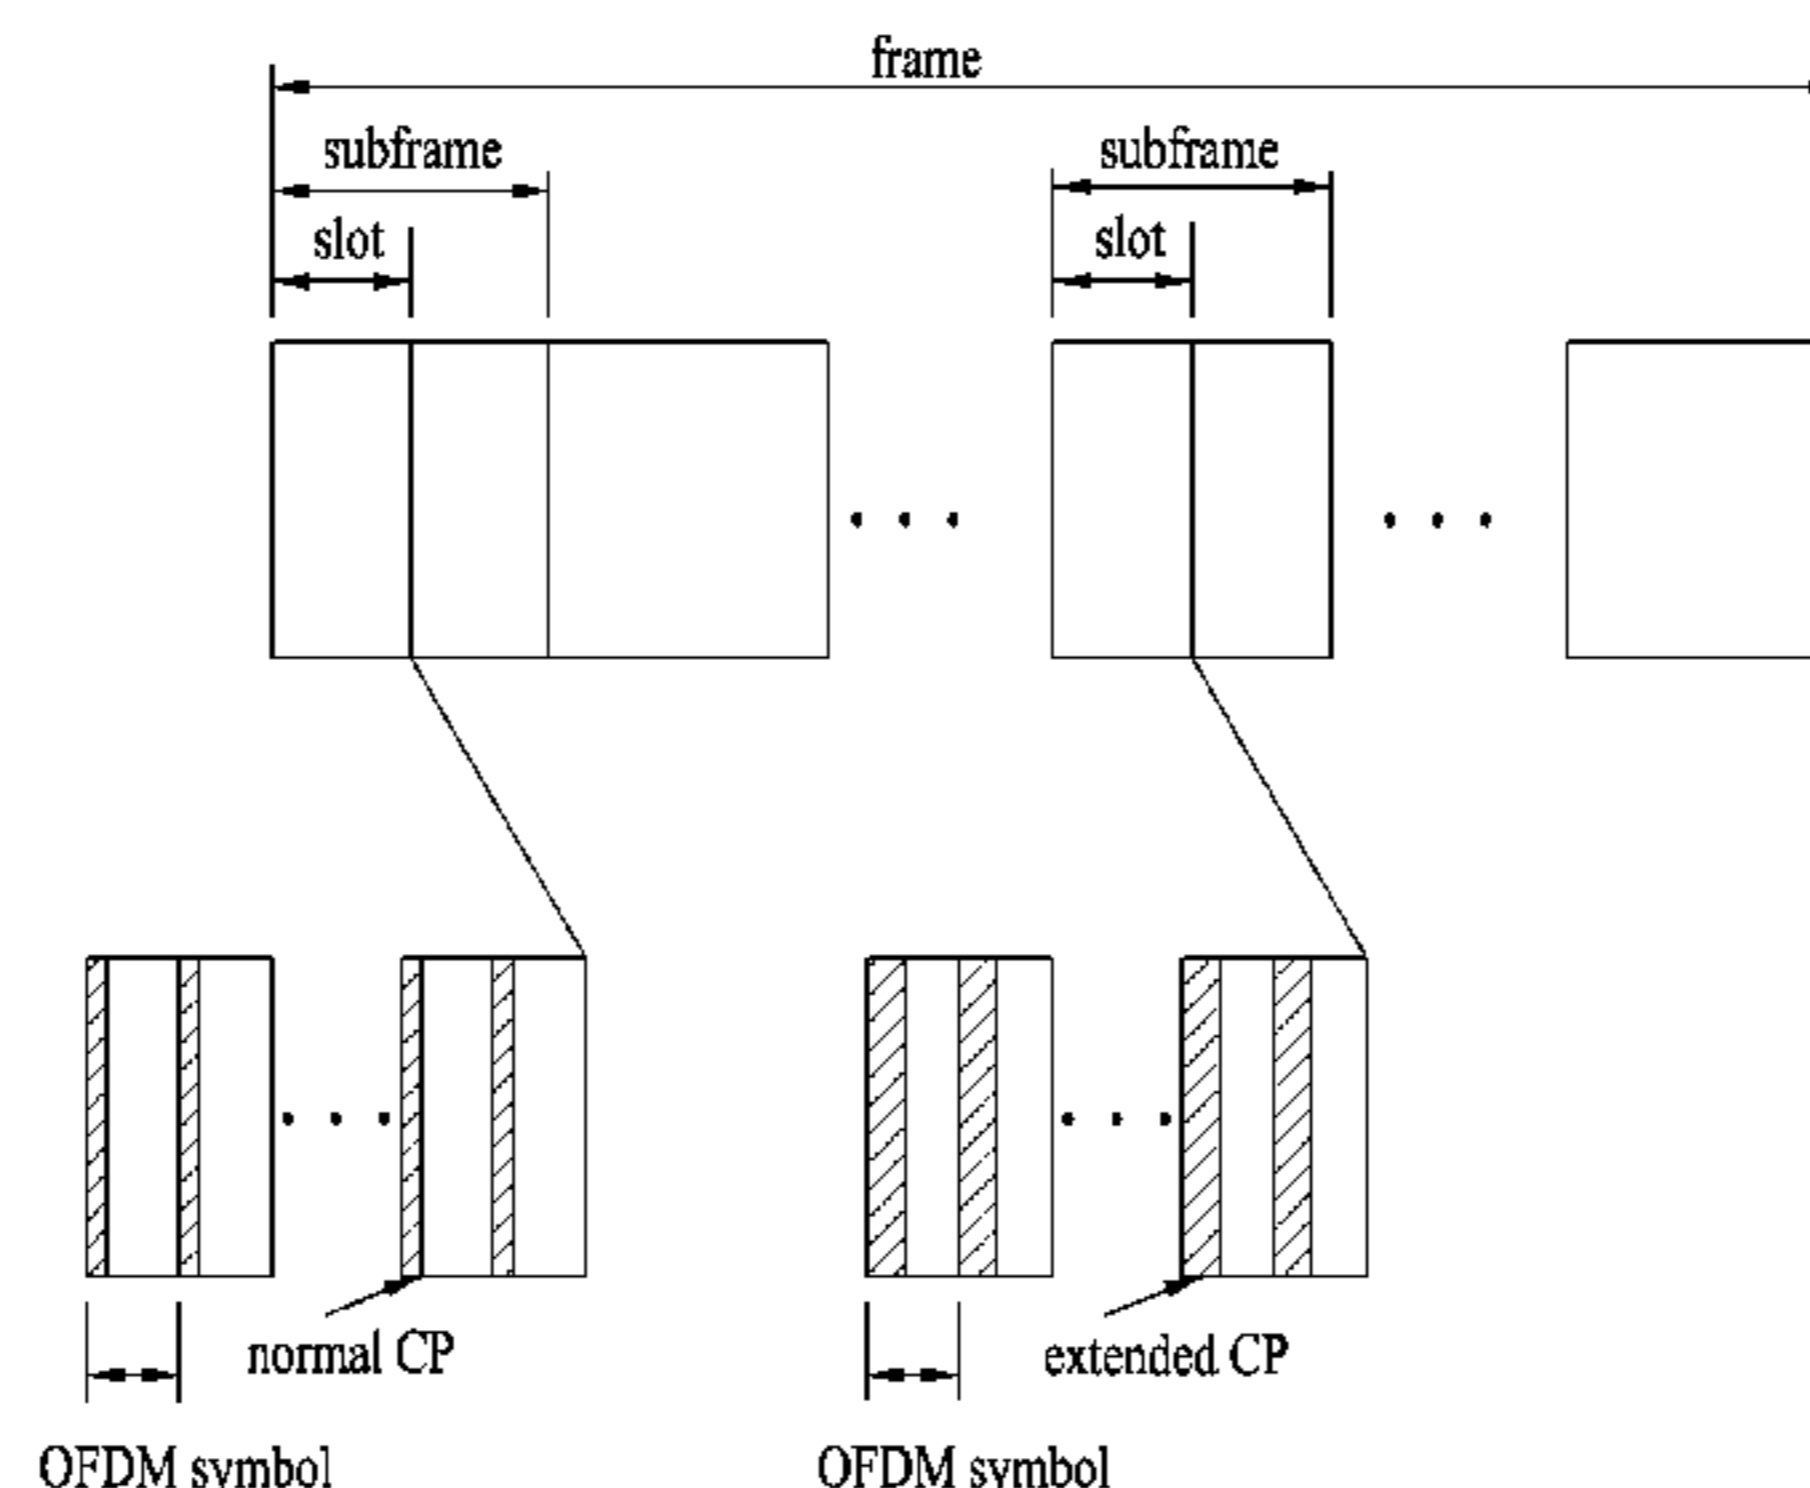 frame
subframe
subframe
slot
slot
normal CP
extended CP
OFDM symbol
OFDM symbol